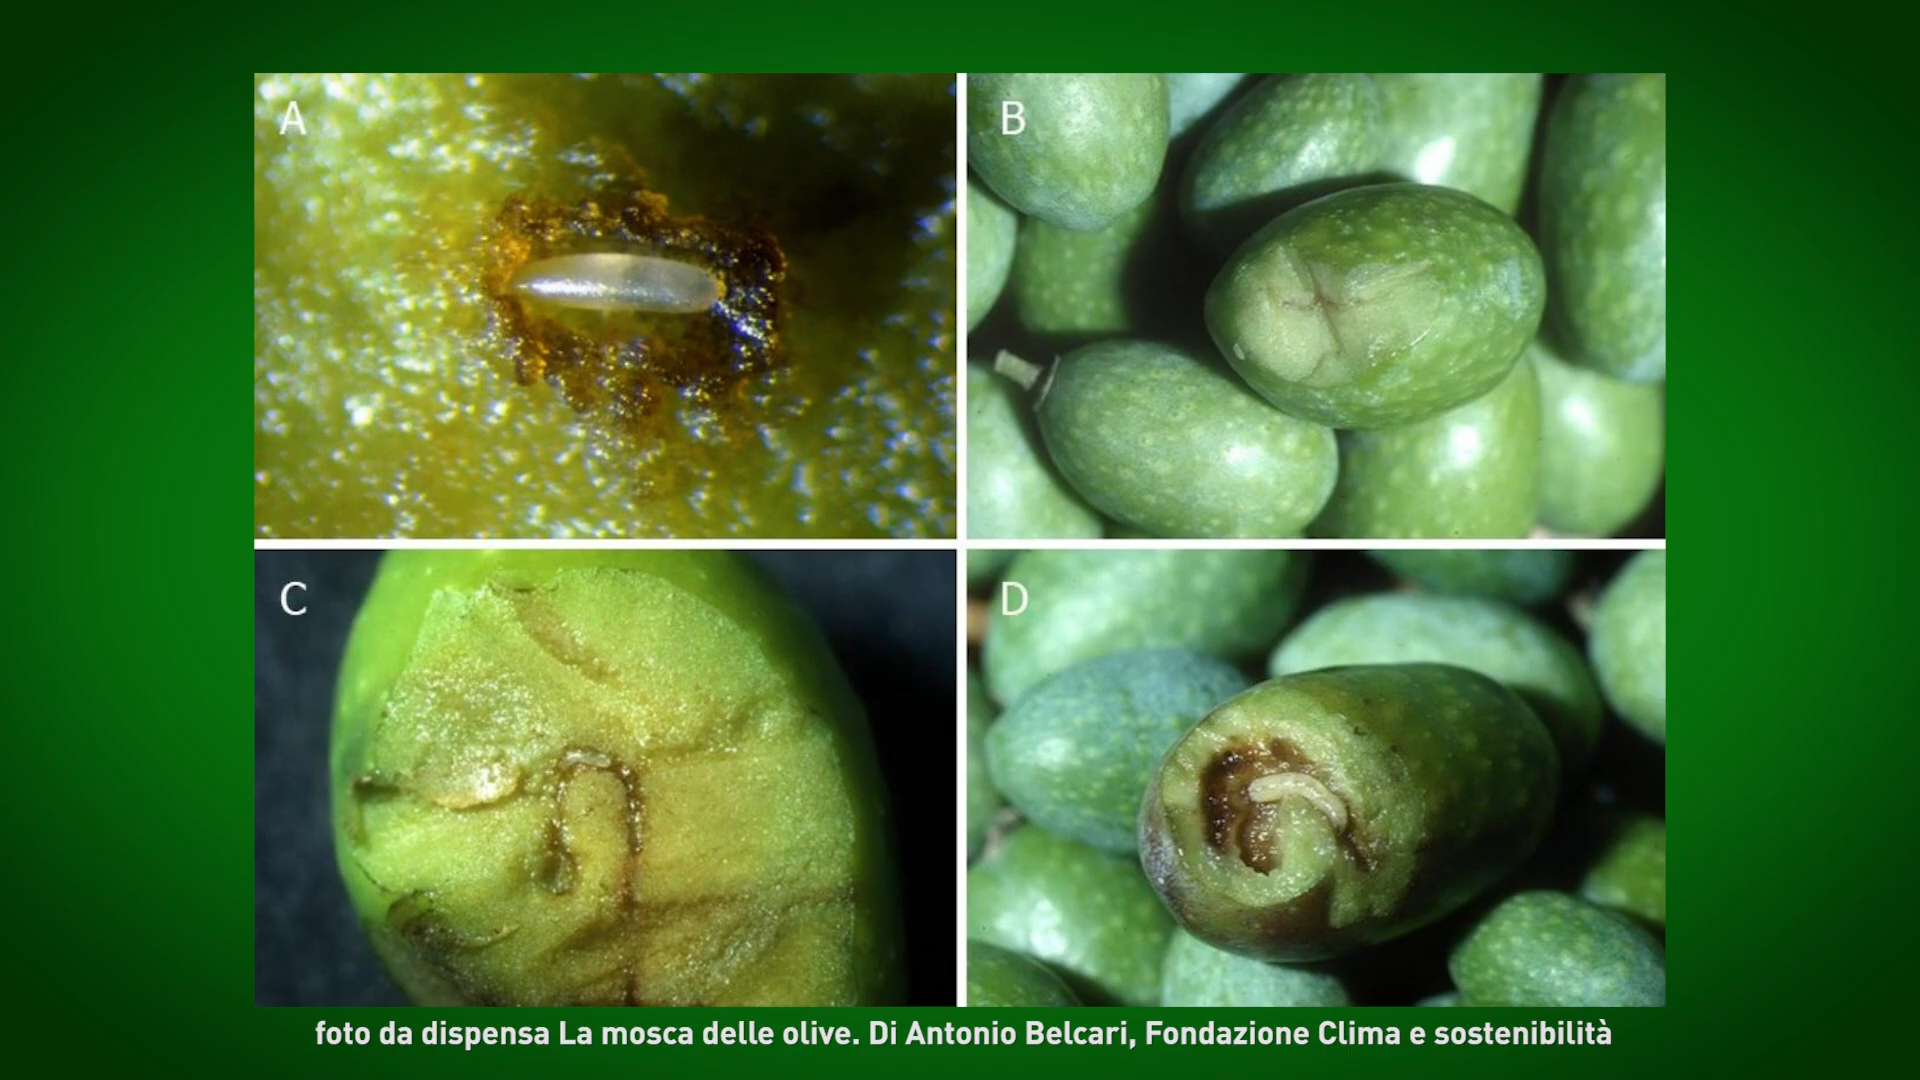 A
B
C
D
foto da dispensa La mosca delle olive. Di Antonio Belcari, Fondazione Clima e sostenibilità